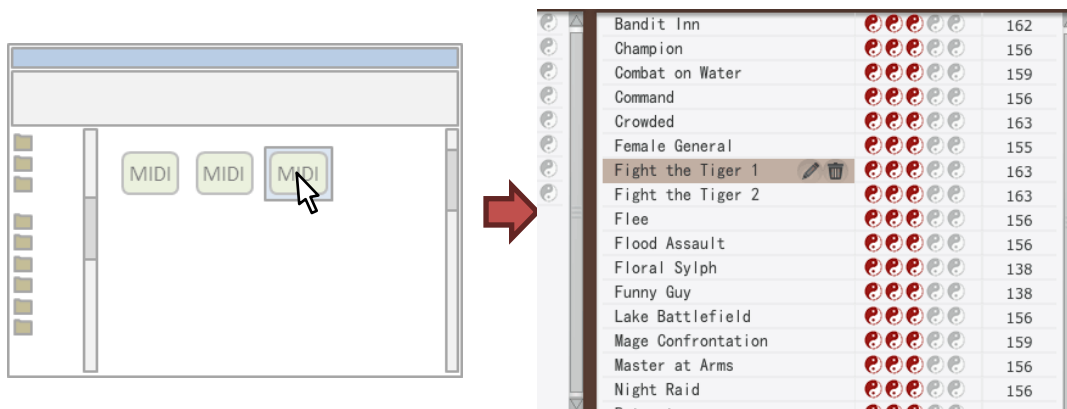 MIDI MIDI MIDI
Bandit Inn 162
Champion 156
Combat on Water 159
Command 156
Crowded 163
Female General 155
Fight the Tiger 1 163
Fight the Tiger 2 163
Flee 156
Flood Assault 156
Floral Sylph 138
Funny Guy 138
Lake Battlefield 156
Mage Confrontation 159
Master at Arms 156
Night Raid 156